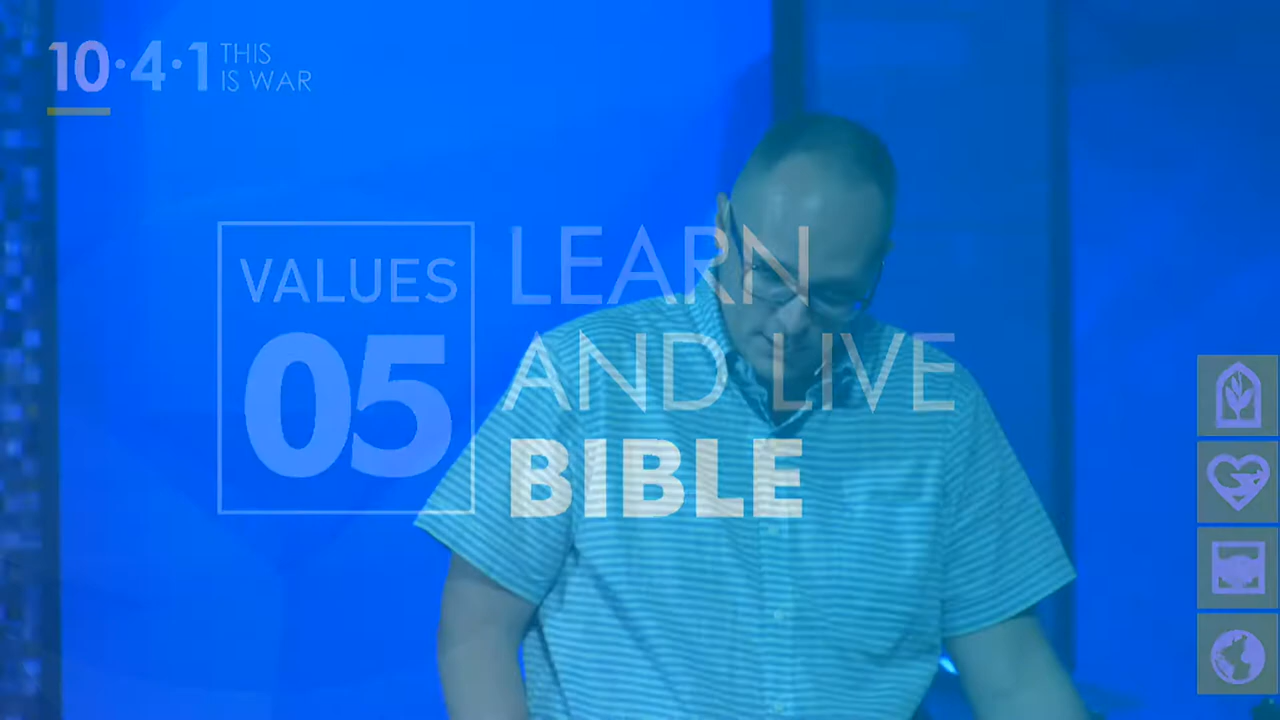 10·4·1 THIS
IS WAR
VALUES
05
LEARN
AND LIVE
BIBLE